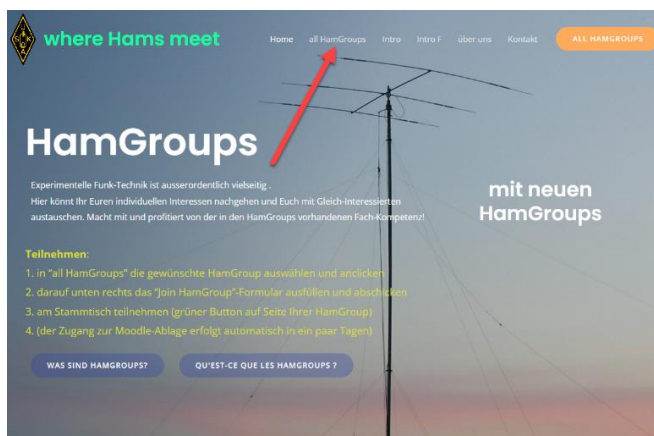 where Hams meet
Home all HamGroups Intro Intro F über uns Kontakt ALL HAMGROUPS
HamGroups
Experimentelle Funk-Technik ist ausserordentlich vielseitig .
Hier könnt Ihr Euren individuellen Interessen nachgehen und Euch mit Gleich-Interessierten
austauschen. Macht mit und profitiert von der in den HamGroups vorhandenen Fach-Kompetenz!
mit neuen
HamGroups
Teilnehmen:
1. in "all HamGroups" die gewünschte HamGroup auswählen und anclicken
2. darauf unten rechts das "Join HamGroup"-Formular ausfüllen und abschicken
3. am Stammtisch teilnehmen (grüner Button auf Seite Ihrer HamGroup)
4. (der Zugang zur Moodle-Ablage erfolgt automatisch in ein paar Tagen)
WAS SIND HAMGROUPS? QU'EST-CE QUE LES HAMGROUPS ?